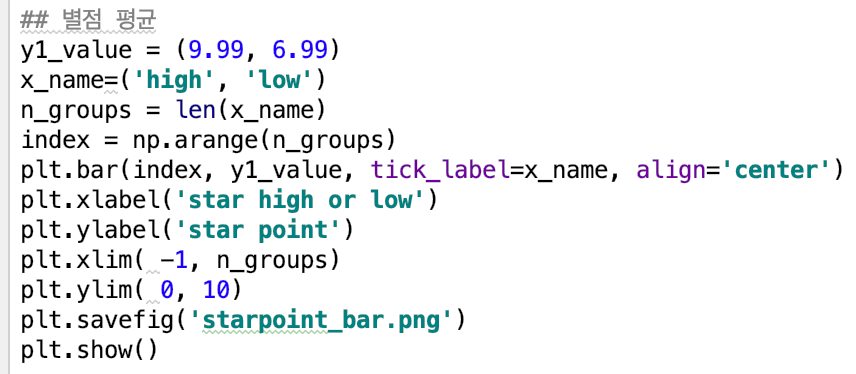 ## 별점 평균
y1_value = (9.99, 6.99)
x_name=('high', 'low')
n_groups = len(x_name)
index = np.arange(n_groups)
plt.bar(index, y1_value, tick_label=x_name, align='center')
plt.xlabel('star high or low')
plt.ylabel('star point')
plt.xlim( -1, n_groups)
plt.ylim( 0, 10)
plt.savefig('starpoint_bar.png')
plt.show()